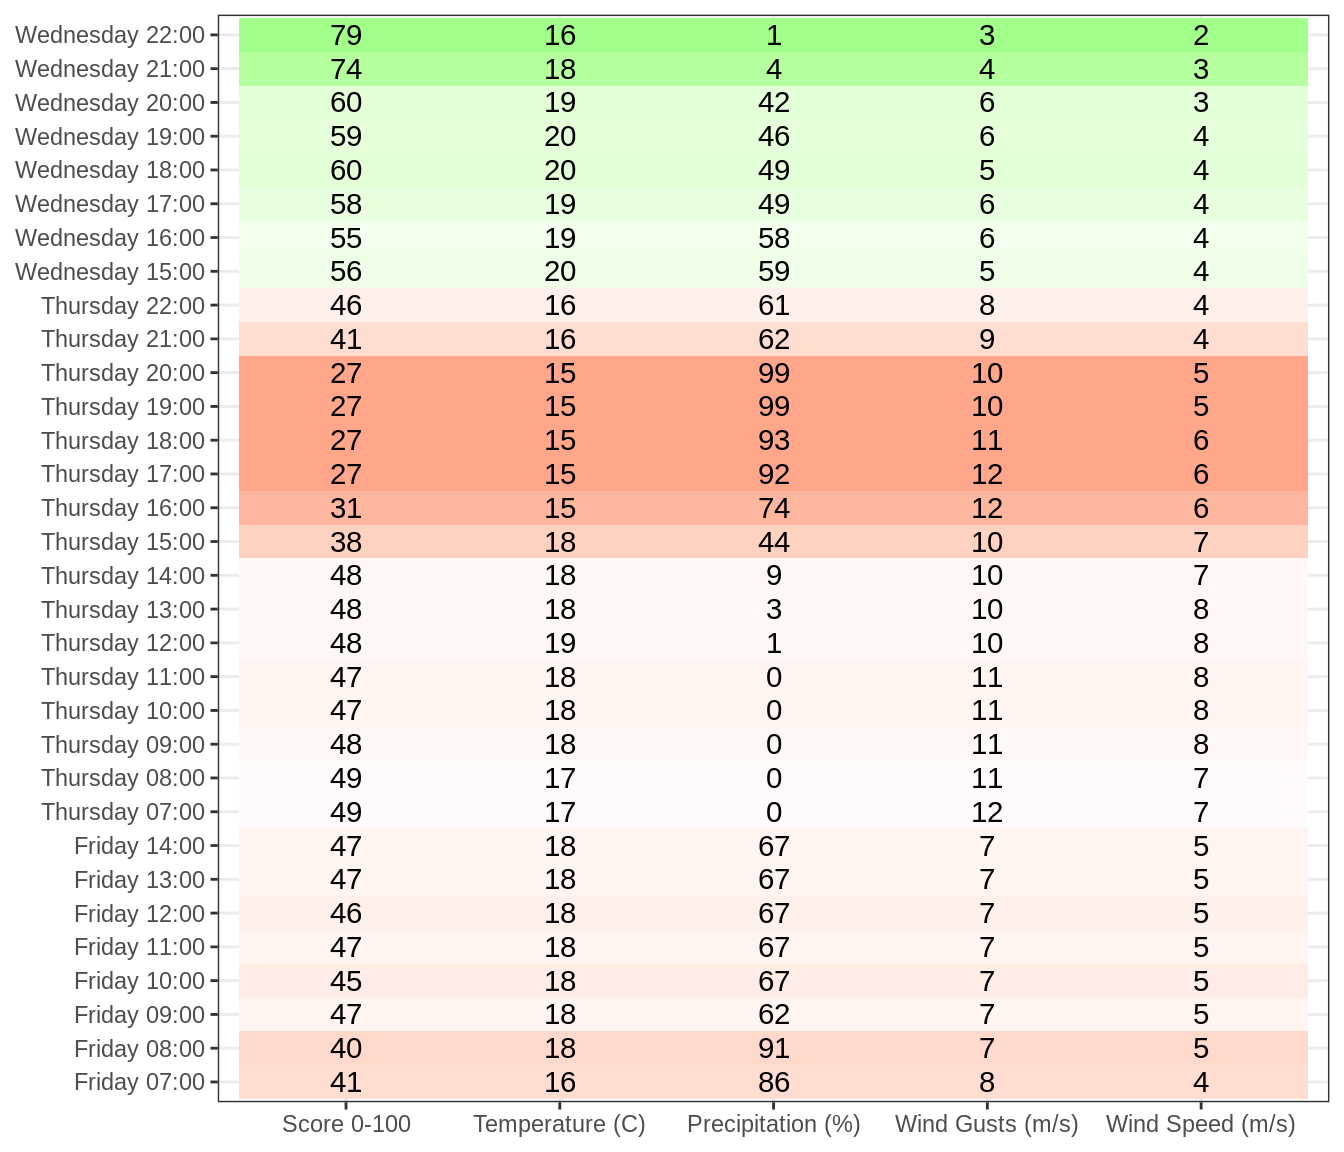 Wednesday 22:00 79 16 1 3 2
Wednesday 21:00 74 18 4 4 3
Wednesday 20:00 60 19 42 6 3
Wednesday 19:00 59 20 46 6 4
Wednesday 18:00 60 20 49 5 4
Wednesday 17:00 58 19 49 6 4
Wednesday 16:00 55 19 58 6 4
Wednesday 15:00 56 20 59 5 4
Thursday 22:00 46 16 61 8 4
Thursday 21:00 41 16 62 9 4
Thursday 20:00 27 15 99 10 5
Thursday 19:00 27 15 99 10 5
Thursday 18:00 27 15 93 11 6
Thursday 17:00 27 15 92 12 6
Thursday 16:00 31 15 74 12 6
Thursday 15:00 38 18 44 10 7
Thursday 14:00 48 18 9 10 7
Thursday 13:00 48 18 3 10 8
Thursday 12:00 48 19 1 10 8
Thursday 11:00 47 18 0 11 8
Thursday 10:00 47 18 0 11 8
Thursday 09:00 48 18 0 11 8
Thursday 08:00 49 17 0 11 7
Thursday 07:00 49 17 0 12 7
Friday 14:00 47 18 67 7 5
Friday 13:00 47 18 67 7 5
Friday 12:00 46 18 67 7 5
Friday 11:00 47 18 67 7 5
Friday 10:00 45 18 67 7 5
Friday 09:00 47 18 62 7 5
Friday 08:00 40 18 91 7 5
Friday 07:00 41 16 86 8 4
Score 0-100 Temperature (C) Precipitation (%) Wind Gusts (m/s) Wind Speed (m/s)